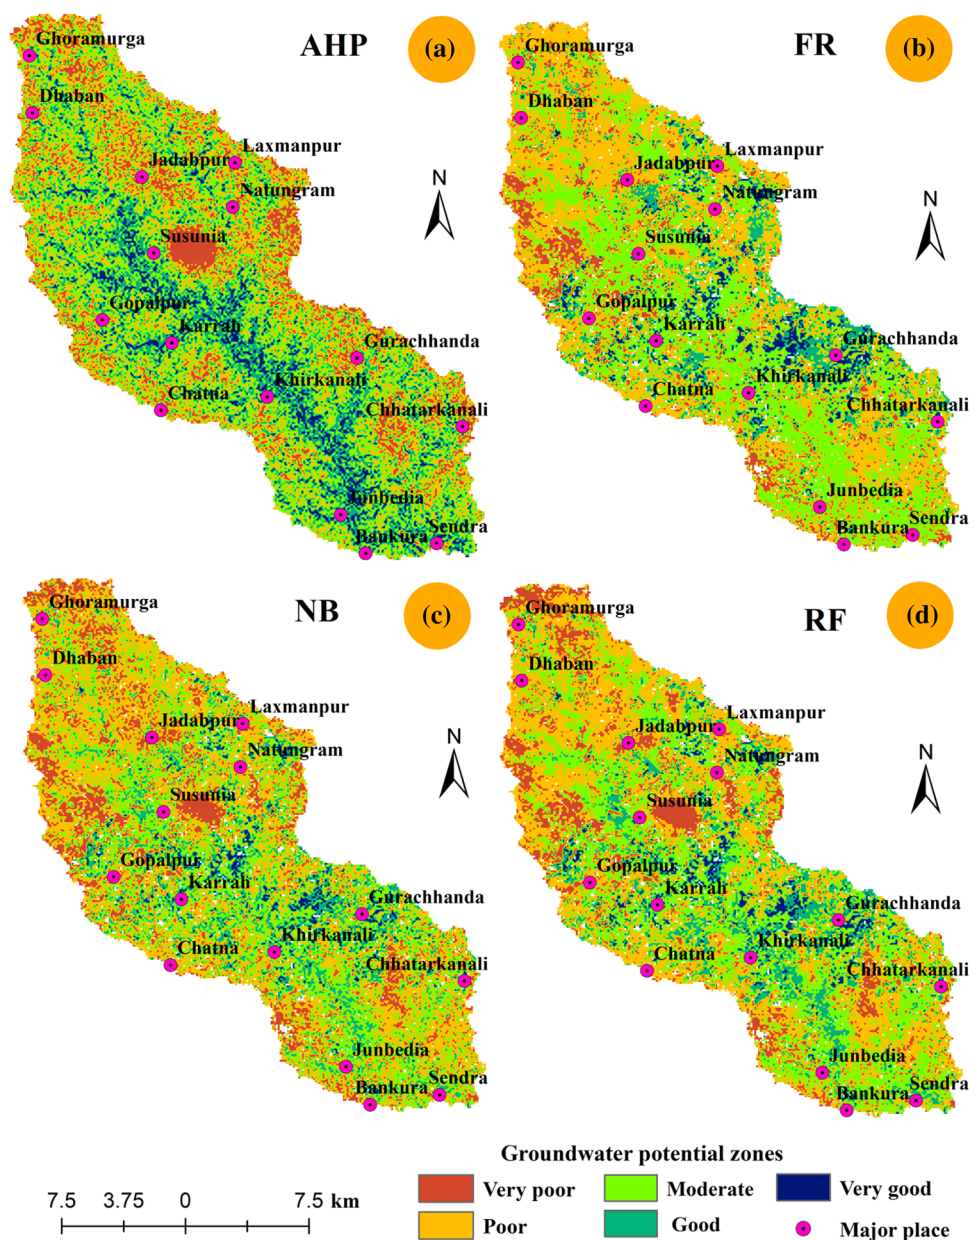 AHP
(a)
Ghoramurga
Dhaban
Laxmanpur
Jadabpur
Natungram
N
Susunia
Gopalpur
Karrah
Gurachhanda
Khirkanali
Chatna
Chhatarkanali
Junbedia
Sendra
Bankura
FR
(b)
Ghoramurga
Dhaban
Laxmanpur
Jadabpur
Natungram
N
Susunia
Gopalpur
Karrah
Gurachhanda
Khirkanali
Chatna
Chhatarkanali
Junbedia
Sendra
Bankura
NB
(c)
Ghoramurga
Dhaban
Laxmanpur
Jadabpur
Natungram
N
Susunia
Gopalpur
Karrah
Gurachhanda
Khirkanali
Chatna
Chhatarkanali
Junbedia
Sendra
Bankura
RF
(d)
Ghoramurga
Dhaban
Laxmanpur
Jadabpur
Natungram
N
Susunia
Gopalpur
Karrah
Gurachhanda
Khirkanali
Chatna
Chhatarkanali
Junbedia
Sendra
Bankura
Groundwater potential zones
Very poor
Moderate
Very good
Poor
Good
Major place
7.5 3.75 0 7.5 km